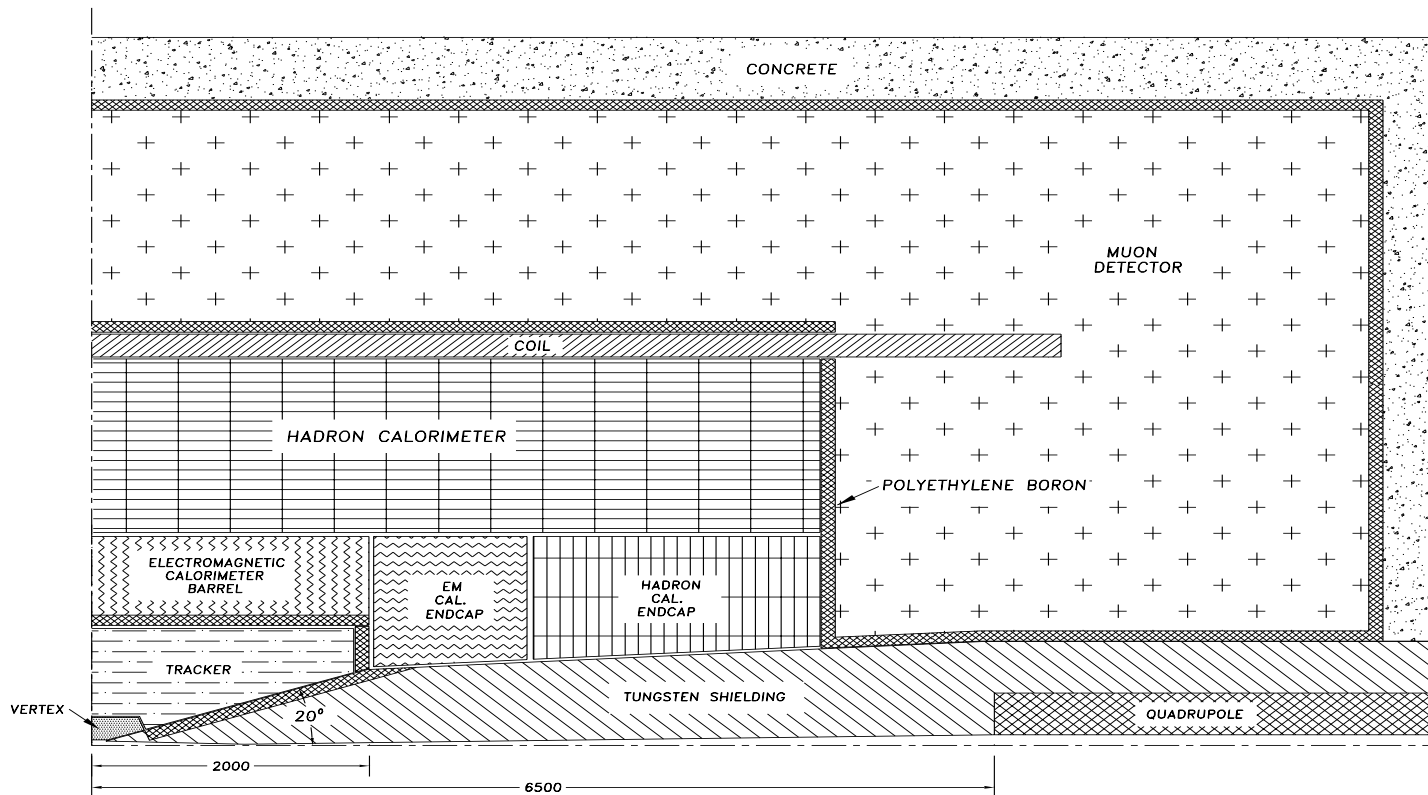 CONCRETE
MUON
DETECTOR
COIL
HADRON CALORIMETER
POLYETHYLENE BORON
ELECTROMAGNETIC
CALORIMETER
BARREL
EM
CAL.
ENDCAP
HADRON
CAL.
ENDCAP
TRACKER
TUNGSTEN SHIELDING
VERTEX
20°
QUADRUPOLE
2000
6500